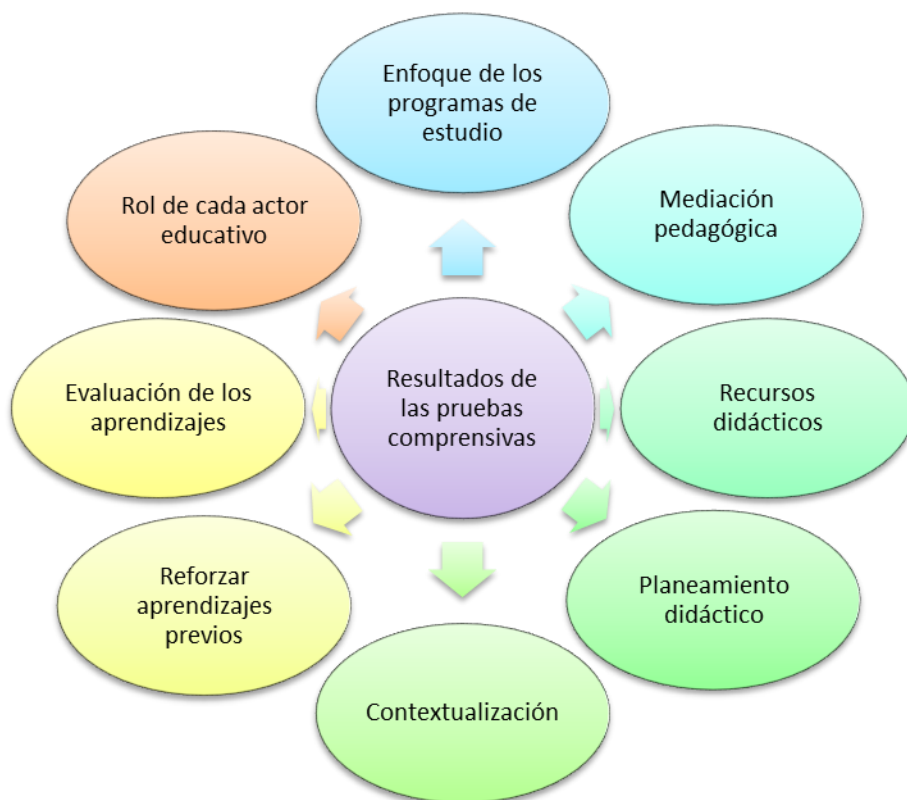 Enfoque de los
programas de
estudio
Mediación
pedagógica
Recursos
didácticos
Planeamiento
didáctico
Contextualización
Reforzar
aprendizajes
previos
Evaluación de los
aprendizajes
Rol de cada actor
educativo
Resultados de
las pruebas
comprensivas